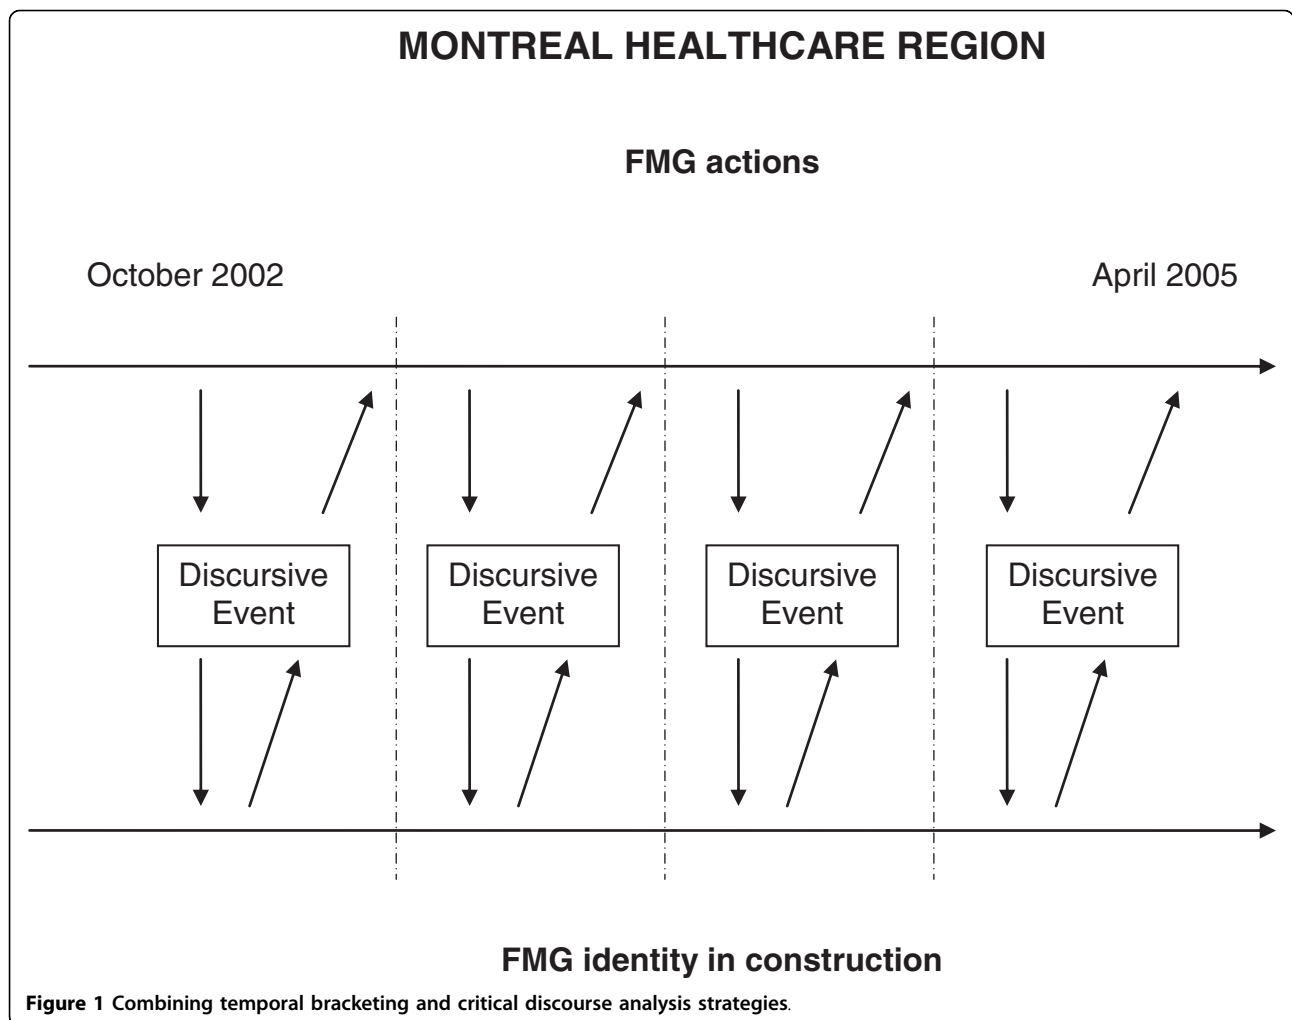 MONTREAL HEALTHCARE REGION
FMG actions
October 2002
April 2005
Discursive
Event
Discursive
Event
Discursive
Event
Discursive
Event
FMG identity in construction
Figure 1 Combining temporal bracketing and critical discourse analysis strategies.